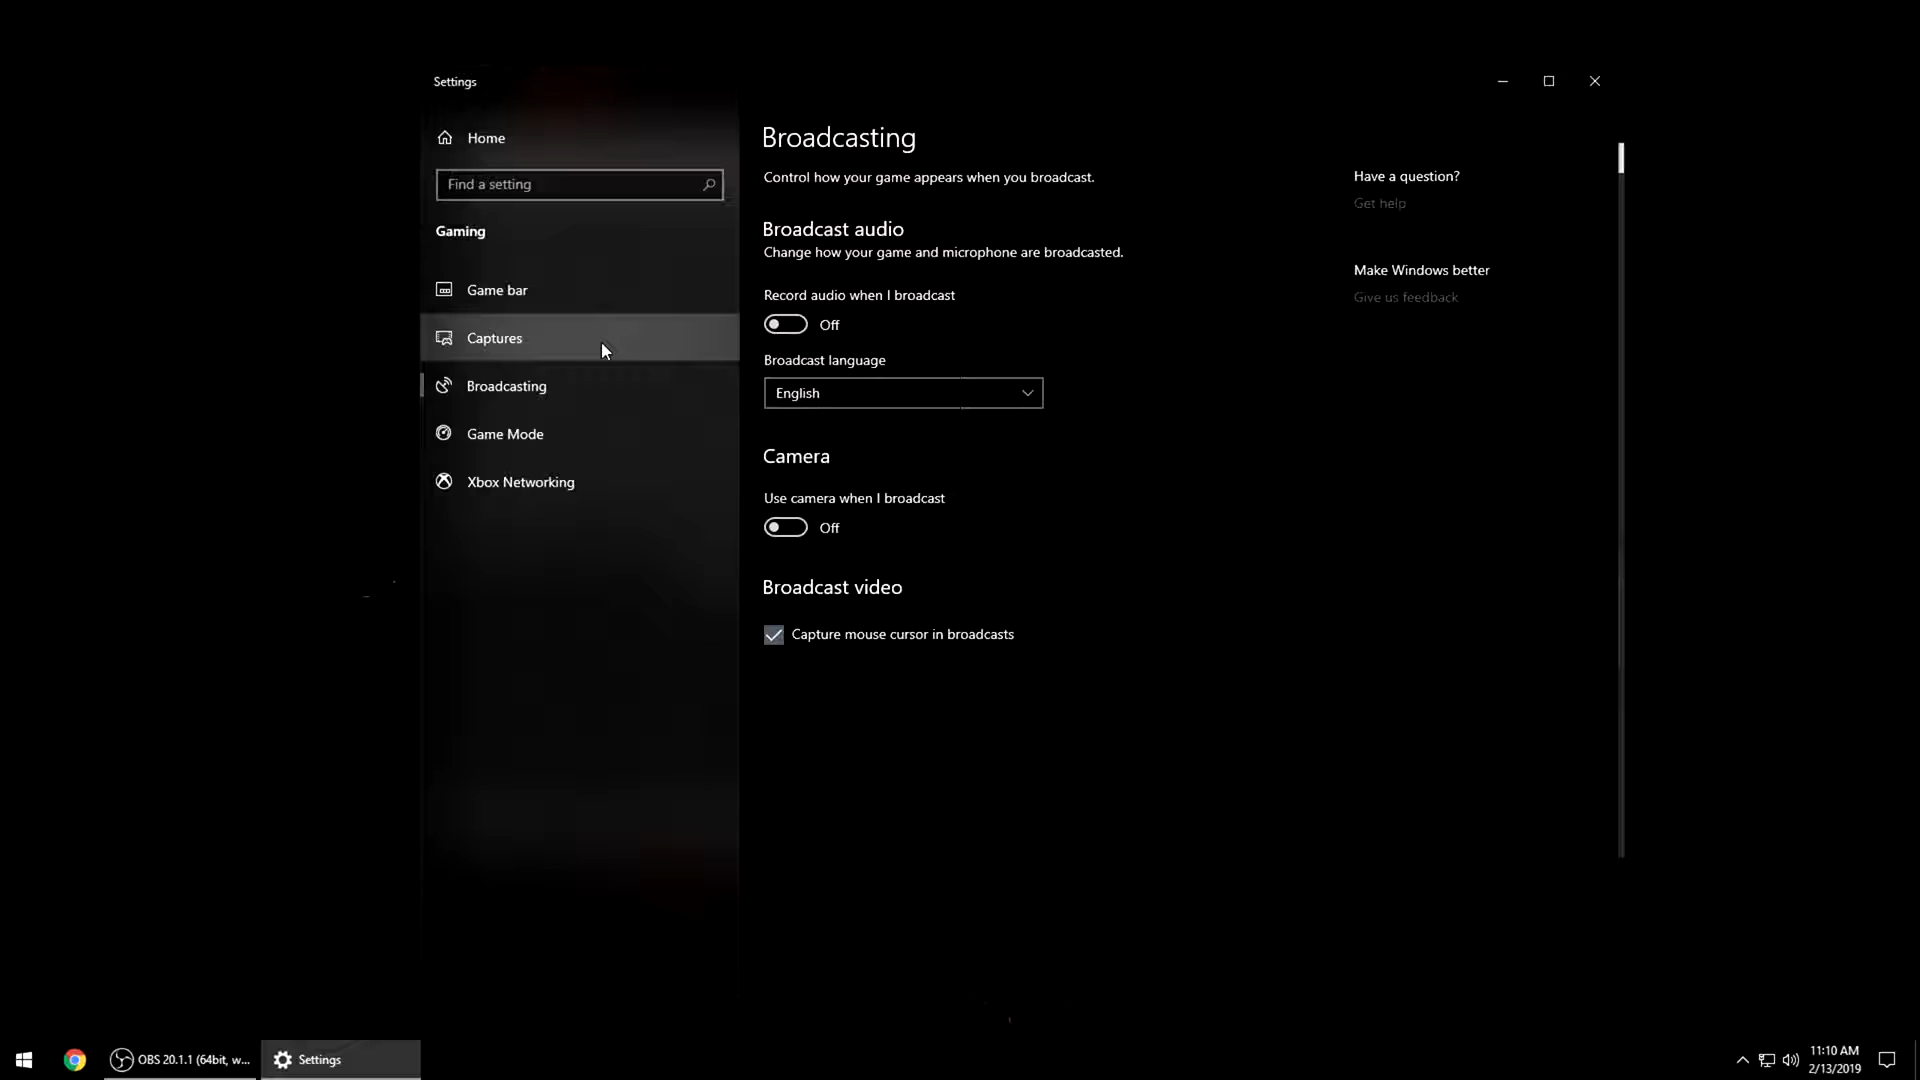 Settings
Home
Find a setting
Gaming
Game bar
Captures
Broadcasting
Game Mode
Xbox Networking
Broadcasting
Control how your game appears when you broadcast.
Broadcast audio
Change how your game and microphone are broadcasted.
Record audio when I broadcast
Off
Broadcast language
English
Camera
Use camera when I broadcast
Off
Broadcast video
Capture mouse cursor in broadcasts
Have a question?
Get help
Make Windows better
Give us feedback
OBS 20.1.1 (64bit, w...
Settings
11:10 AM
2/13/2019